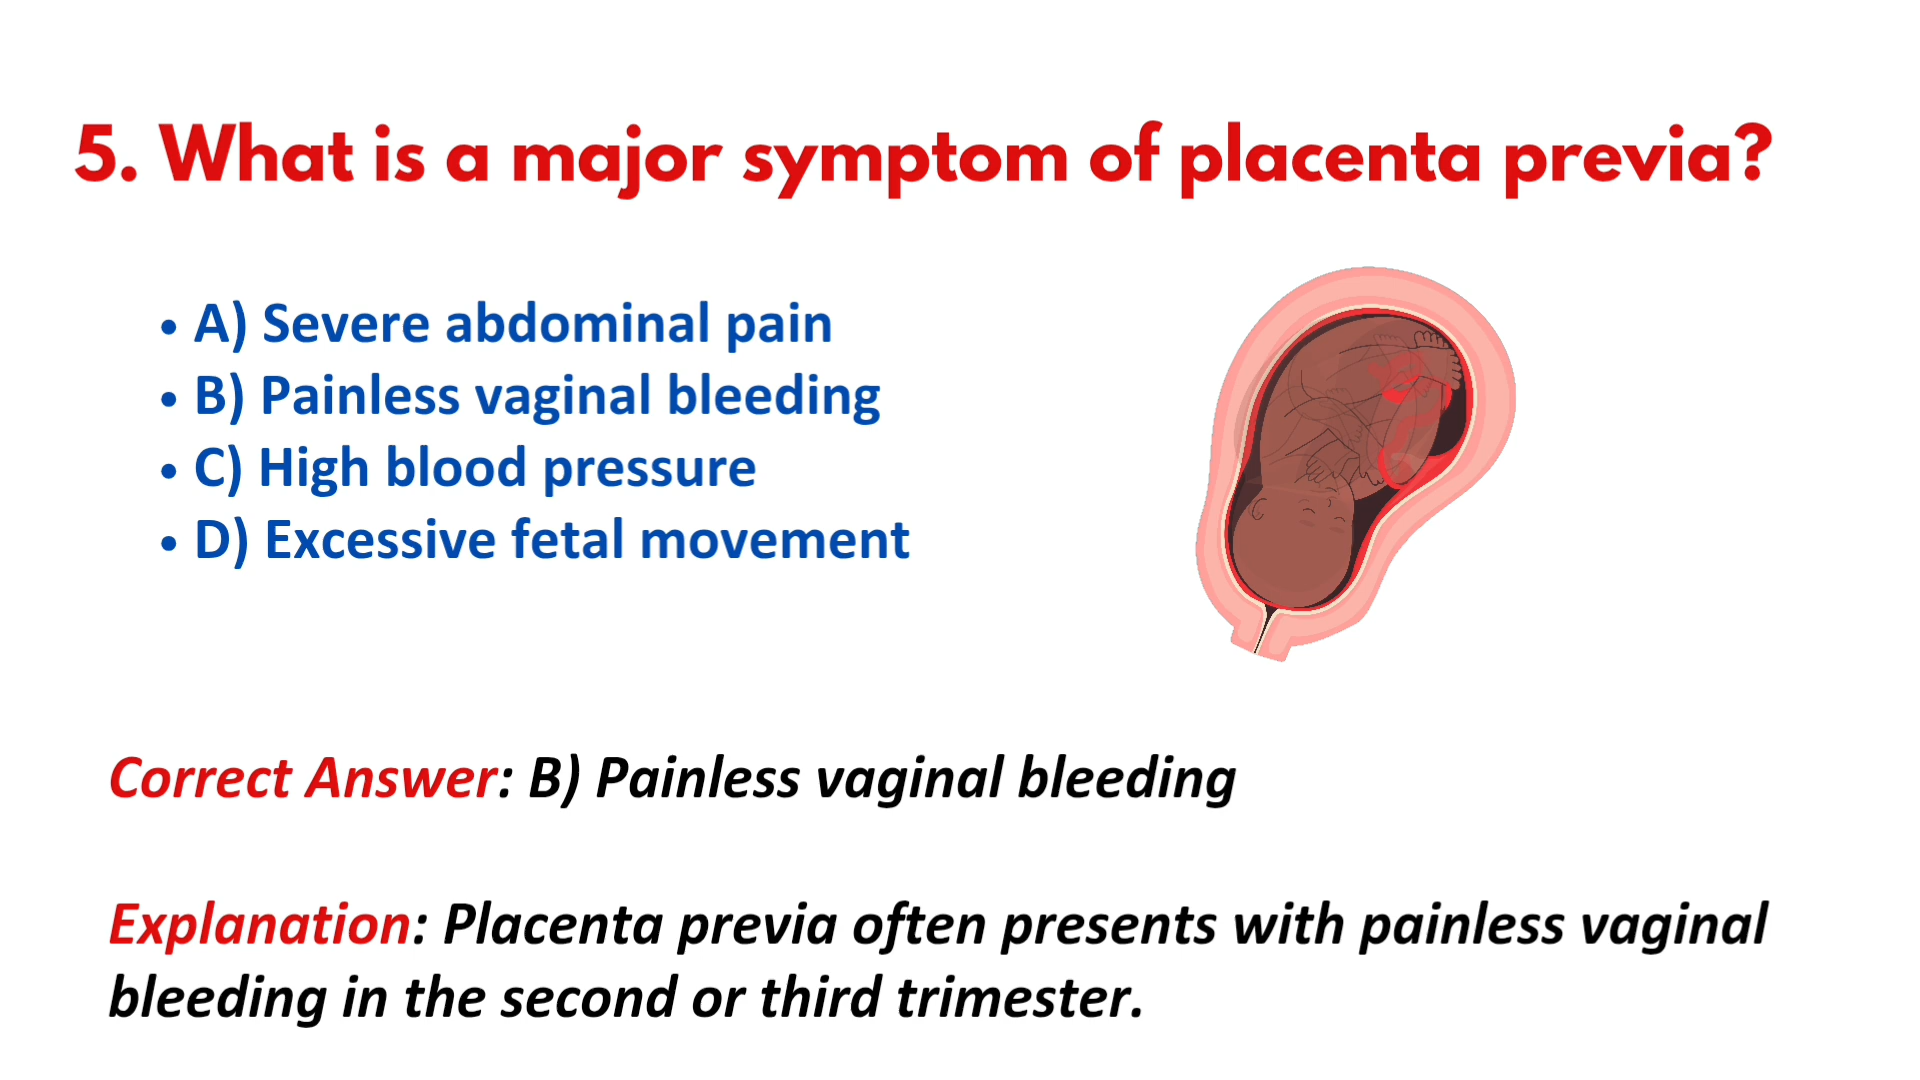 5. What is a major symptom of placenta previa?
• A) Severe abdominal pain
• B) Painless vaginal bleeding
• C) High blood pressure
• D) Excessive fetal movement
Correct Answer: B) Painless vaginal bleeding
Explanation: Placenta previa often presents with painless vaginal
bleeding in the second or third trimester.